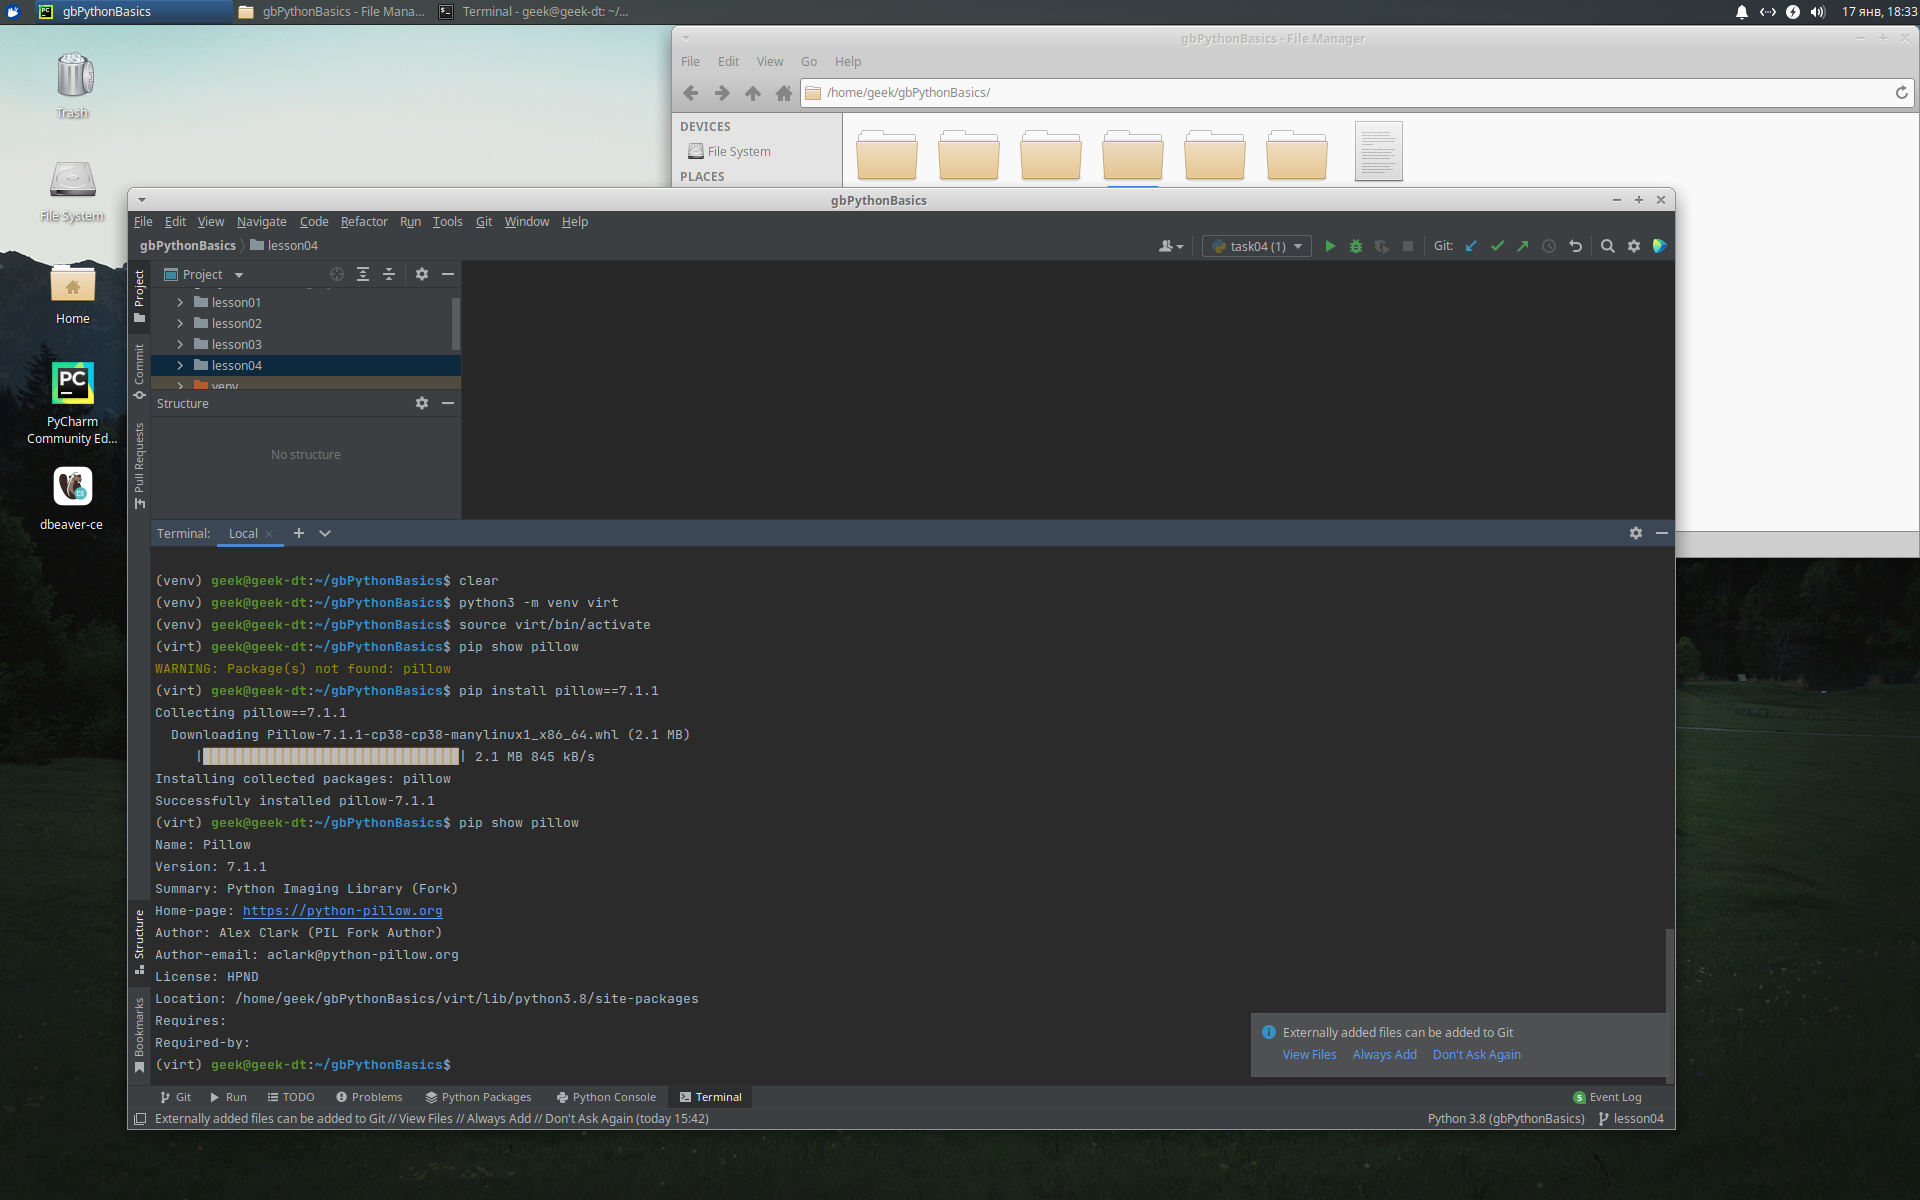 gbPythonBasics
gbPythonBasics - File Mana...
Terminal - geek@geek-dt: ~/...
17 янв, 18:33
Trash
File System
Home
PyCharm
Community Ed...
dbeaver-ce
gbPythonBasics - File Manager
File Edit View Go Help
/home/geek/gbPythonBasics/
DEVICES
File System
PLACES
gbPythonBasics
File Edit View Navigate Code Refactor Run Tools Git Window Help
gbPythonBasics lesson04
task04 (1)
Git:
Project
Commit
Pull Requests
Structure
Bookmarks
Project
lesson01
lesson02
lesson03
lesson04
venv
Structure
No structure
Terminal: Local
(venv) geek@geek-dt:~/gbPythonBasics$ clear
(venv) geek@geek-dt:~/gbPythonBasics$ python3 -m venv virt
(venv) geek@geek-dt:~/gbPythonBasics$ source virt/bin/activate
(virt) geek@geek-dt:~/gbPythonBasics$ pip show pillow
WARNING: Package(s) not found: pillow
(virt) geek@geek-dt:~/gbPythonBasics$ pip install pillow==7.1.1
Collecting pillow==7.1.1
Downloading Pillow-7.1.1-cp38-cp38-manylinux1_x86_64.whl (2.1 MB)
| | 2.1 MB 845 kB/s
Installing collected packages: pillow
Successfully installed pillow-7.1.1
(virt) geek@geek-dt:~/gbPythonBasics$ pip show pillow
Name: Pillow
Version: 7.1.1
Summary: Python Imaging Library (Fork)
Home-page: https://python-pillow.org
Author: Alex Clark (PIL Fork Author)
Author-email: aclark@python-pillow.org
License: HPND
Location: /home/geek/gbPythonBasics/virt/lib/python3.8/site-packages
Requires:
Required-by:
(virt) geek@geek-dt:~/gbPythonBasics$
Externally added files can be added to Git
View Files Always Add Don't Ask Again
Git Run TODO Problems Python Packages Python Console Terminal
5 Event Log
Externally added files can be added to Git // View Files // Always Add // Don't Ask Again (today 15:42)
Python 3.8 (gbPythonBasics) lesson04